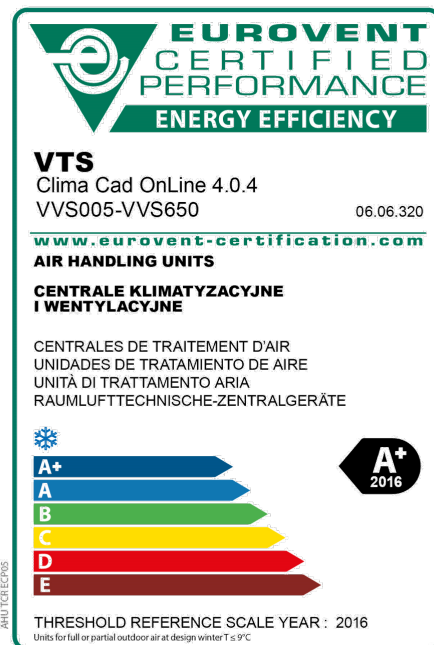 EUROVENT
CERTIFIED
PERFORMANCE
ENERGY EFFICIENCY
VTS
Clima Cad OnLine 4.0.4
VVS005-VVS650 06.06.320
www.eurovent-certification.com
AIR HANDLING UNITS
CENTRALE KLIMATYZACYJNE
I WENTYLACYJNE
CENTRALES DE TRAITEMENT D'AIR
UNIDADES DE TRATAMIENTO DE AIRE
UNITÀ DI TRATTAMENTO ARIA
RAUMLUFTTECHNISCHE-ZENTRALGERÄTE
A+
A
B
C
D
E
A+
2016
THRESHOLD REFERENCE SCALE YEAR : 2016
Units for full or partial outdoor air at design winter T ≤ 9°C
AHU TCR ECP05